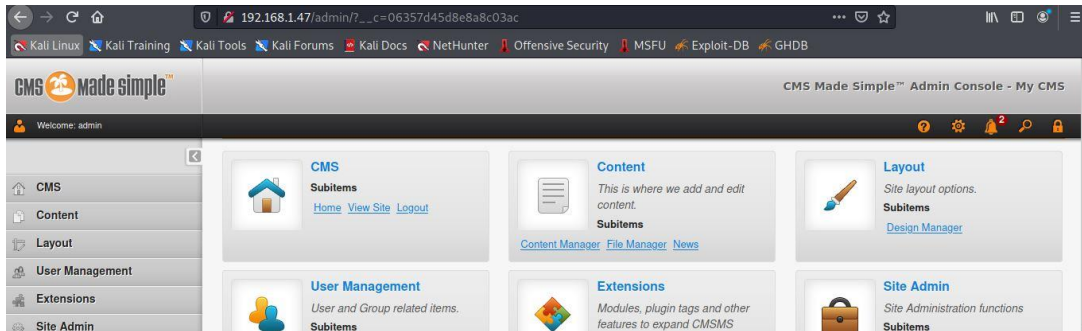 192.168.1.47/admin/?__c=06357d45d8e8a8c03ac
Kali Linux Kali Training Kali Tools Kali Forums Kali Docs NetHunter Offensive Security MSFU Exploit-DB GHDB
CMS Made Simple™
CMS Made Simple™ Admin Console - My CMS
Welcome: admin
2
CMS
Content
Layout
User Management
Extensions
Site Admin
CMS
Subitems
Home View Site Logout
Content
This is where we add and edit
content.
Subitems
Content Manager File Manager News
Layout
Site layout options.
Subitems
Design Manager
User Management
User and Group related items.
Subitems
Extensions
Modules, plugin tags and other
features to expand CMSMS
Site Admin
Site Administration functions
Subitems